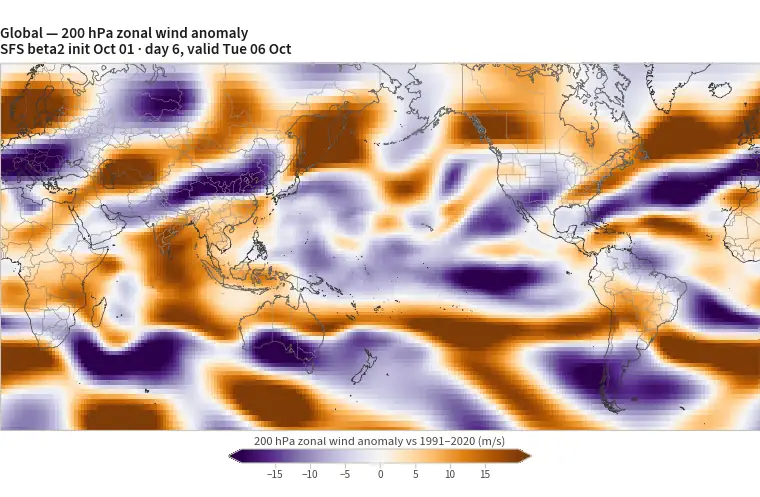 Global — 200 hPa zonal wind anomaly
SFS beta2 init Oct 01 · day 6, valid Tue 06 Oct
200 hPa zonal wind anomaly vs 1991–2020 (m/s)
−15 −10 −5 0 5 10 15